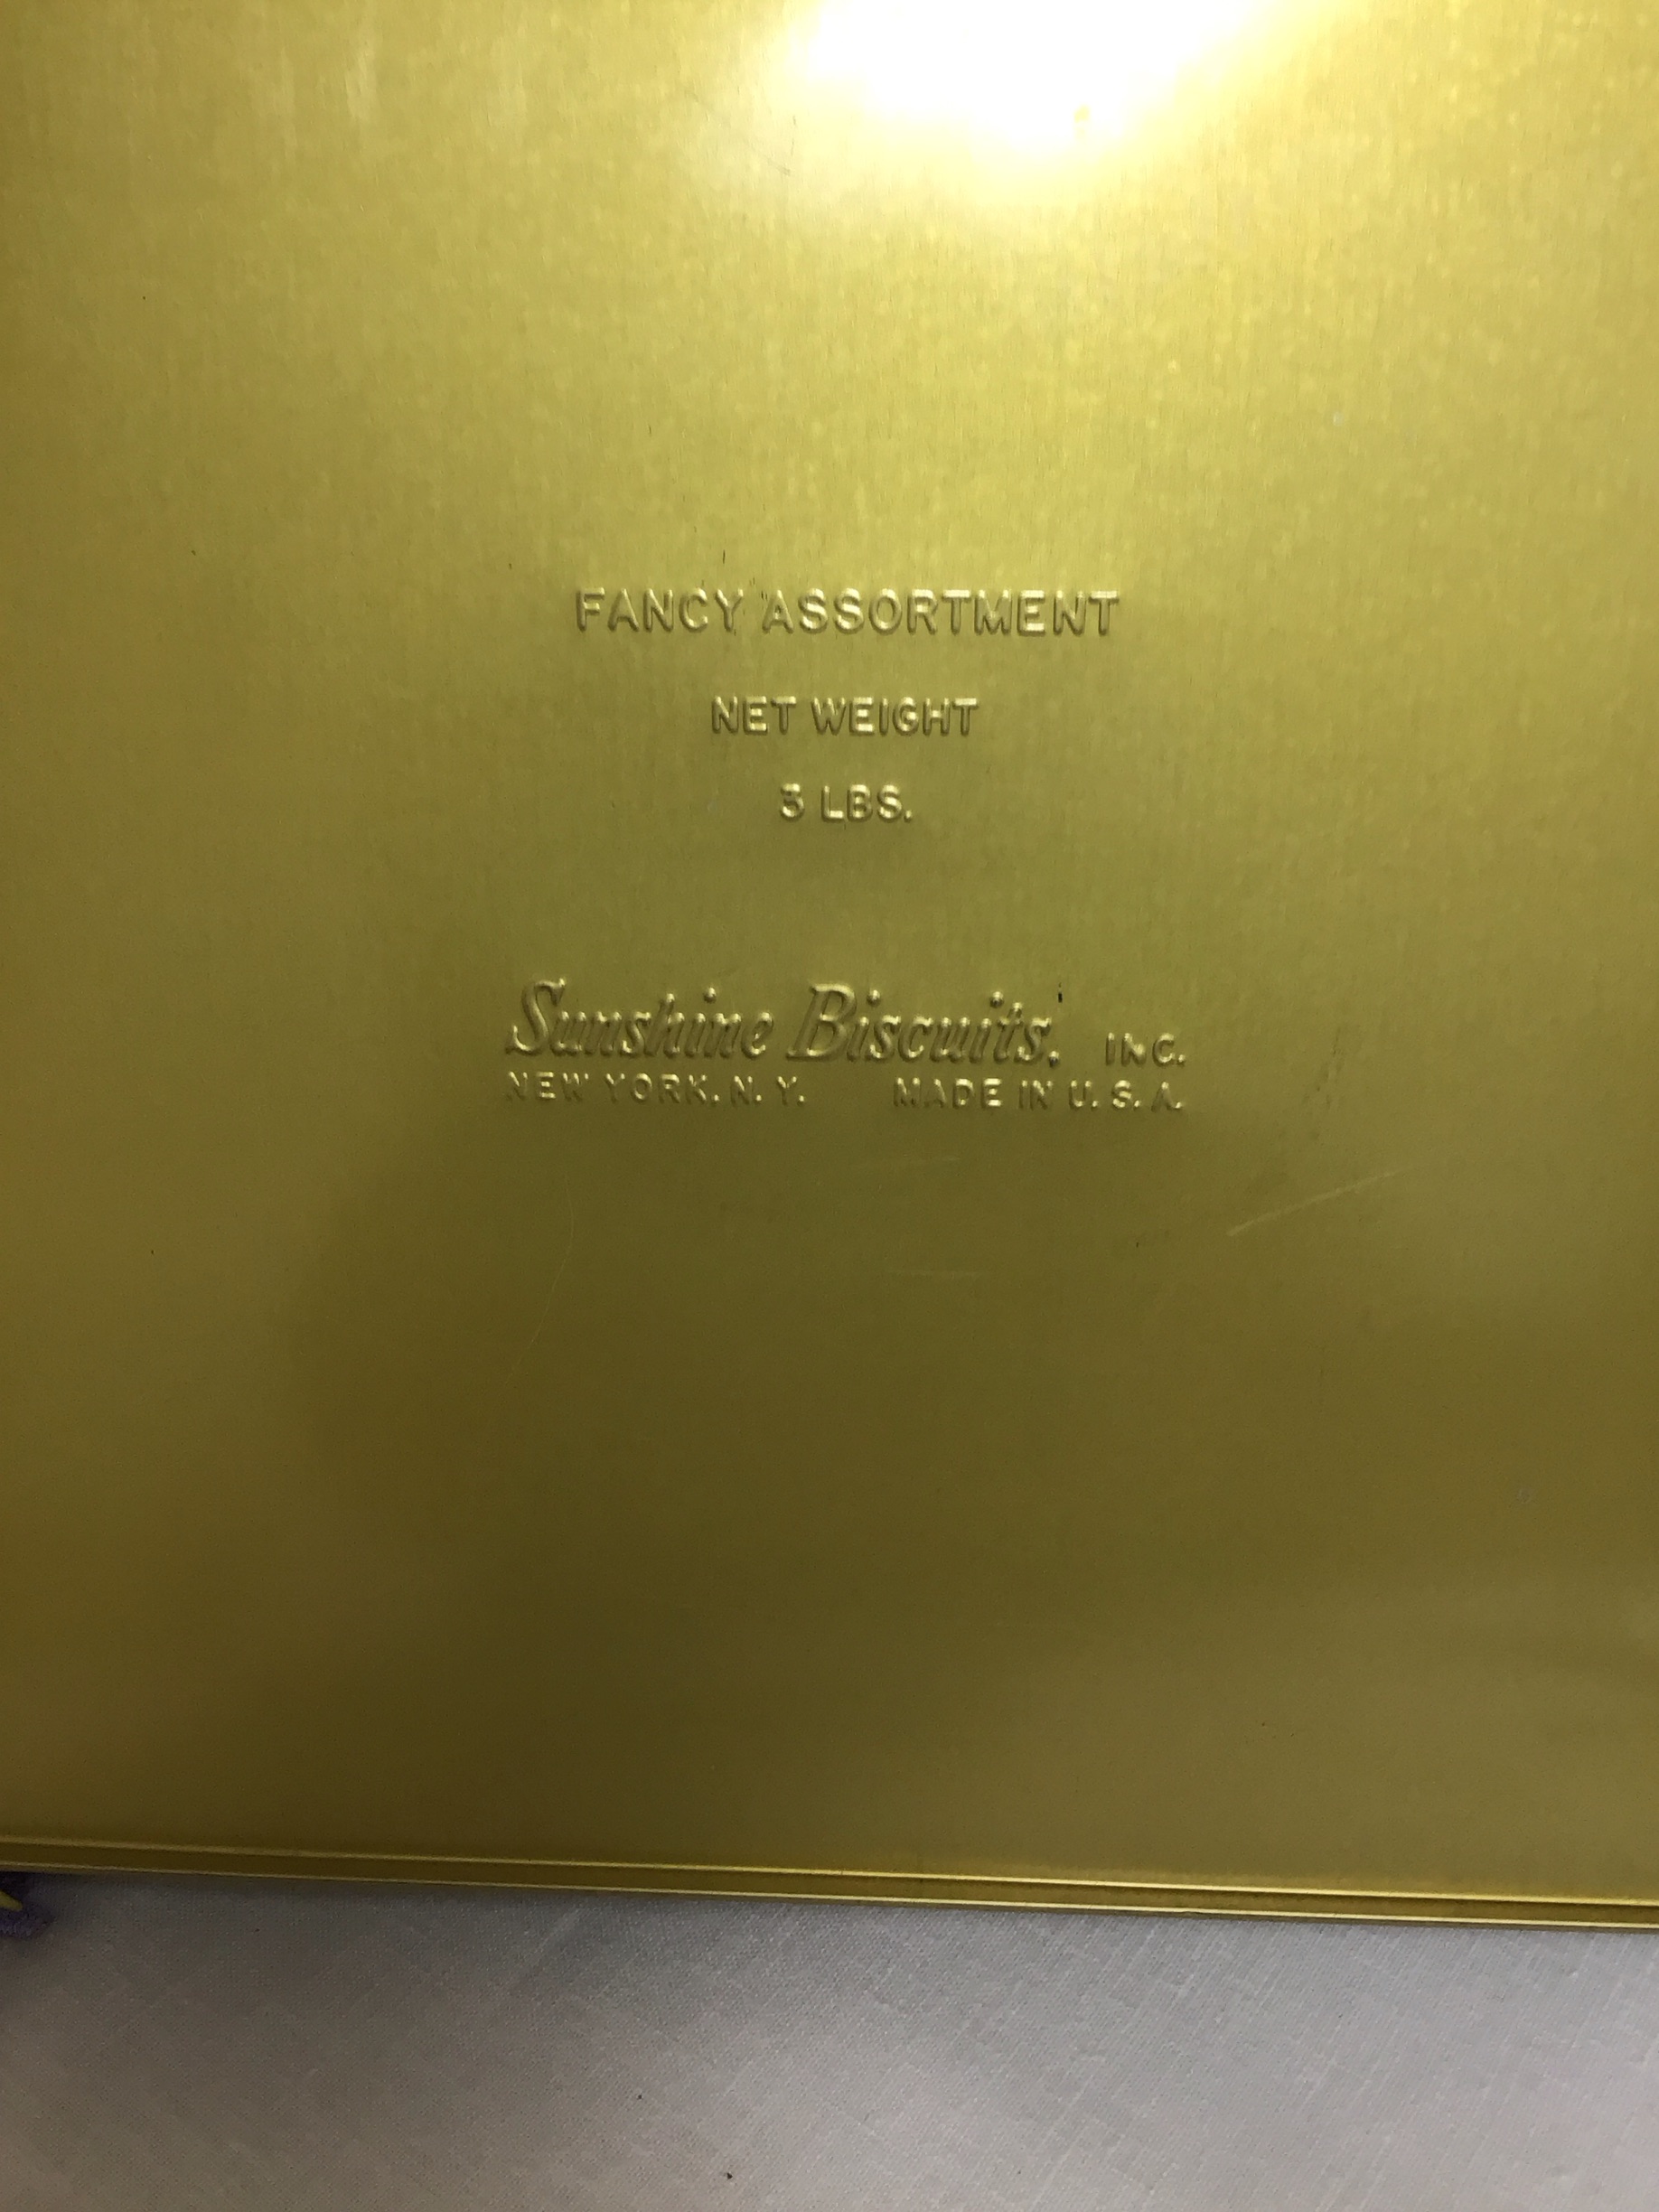 FANCY ASSORTMENT
NET WEIGHT
3 LBS.
Sunshine Biscuits, INC.
NEW YORK, N. Y. MADE IN U. S. A.